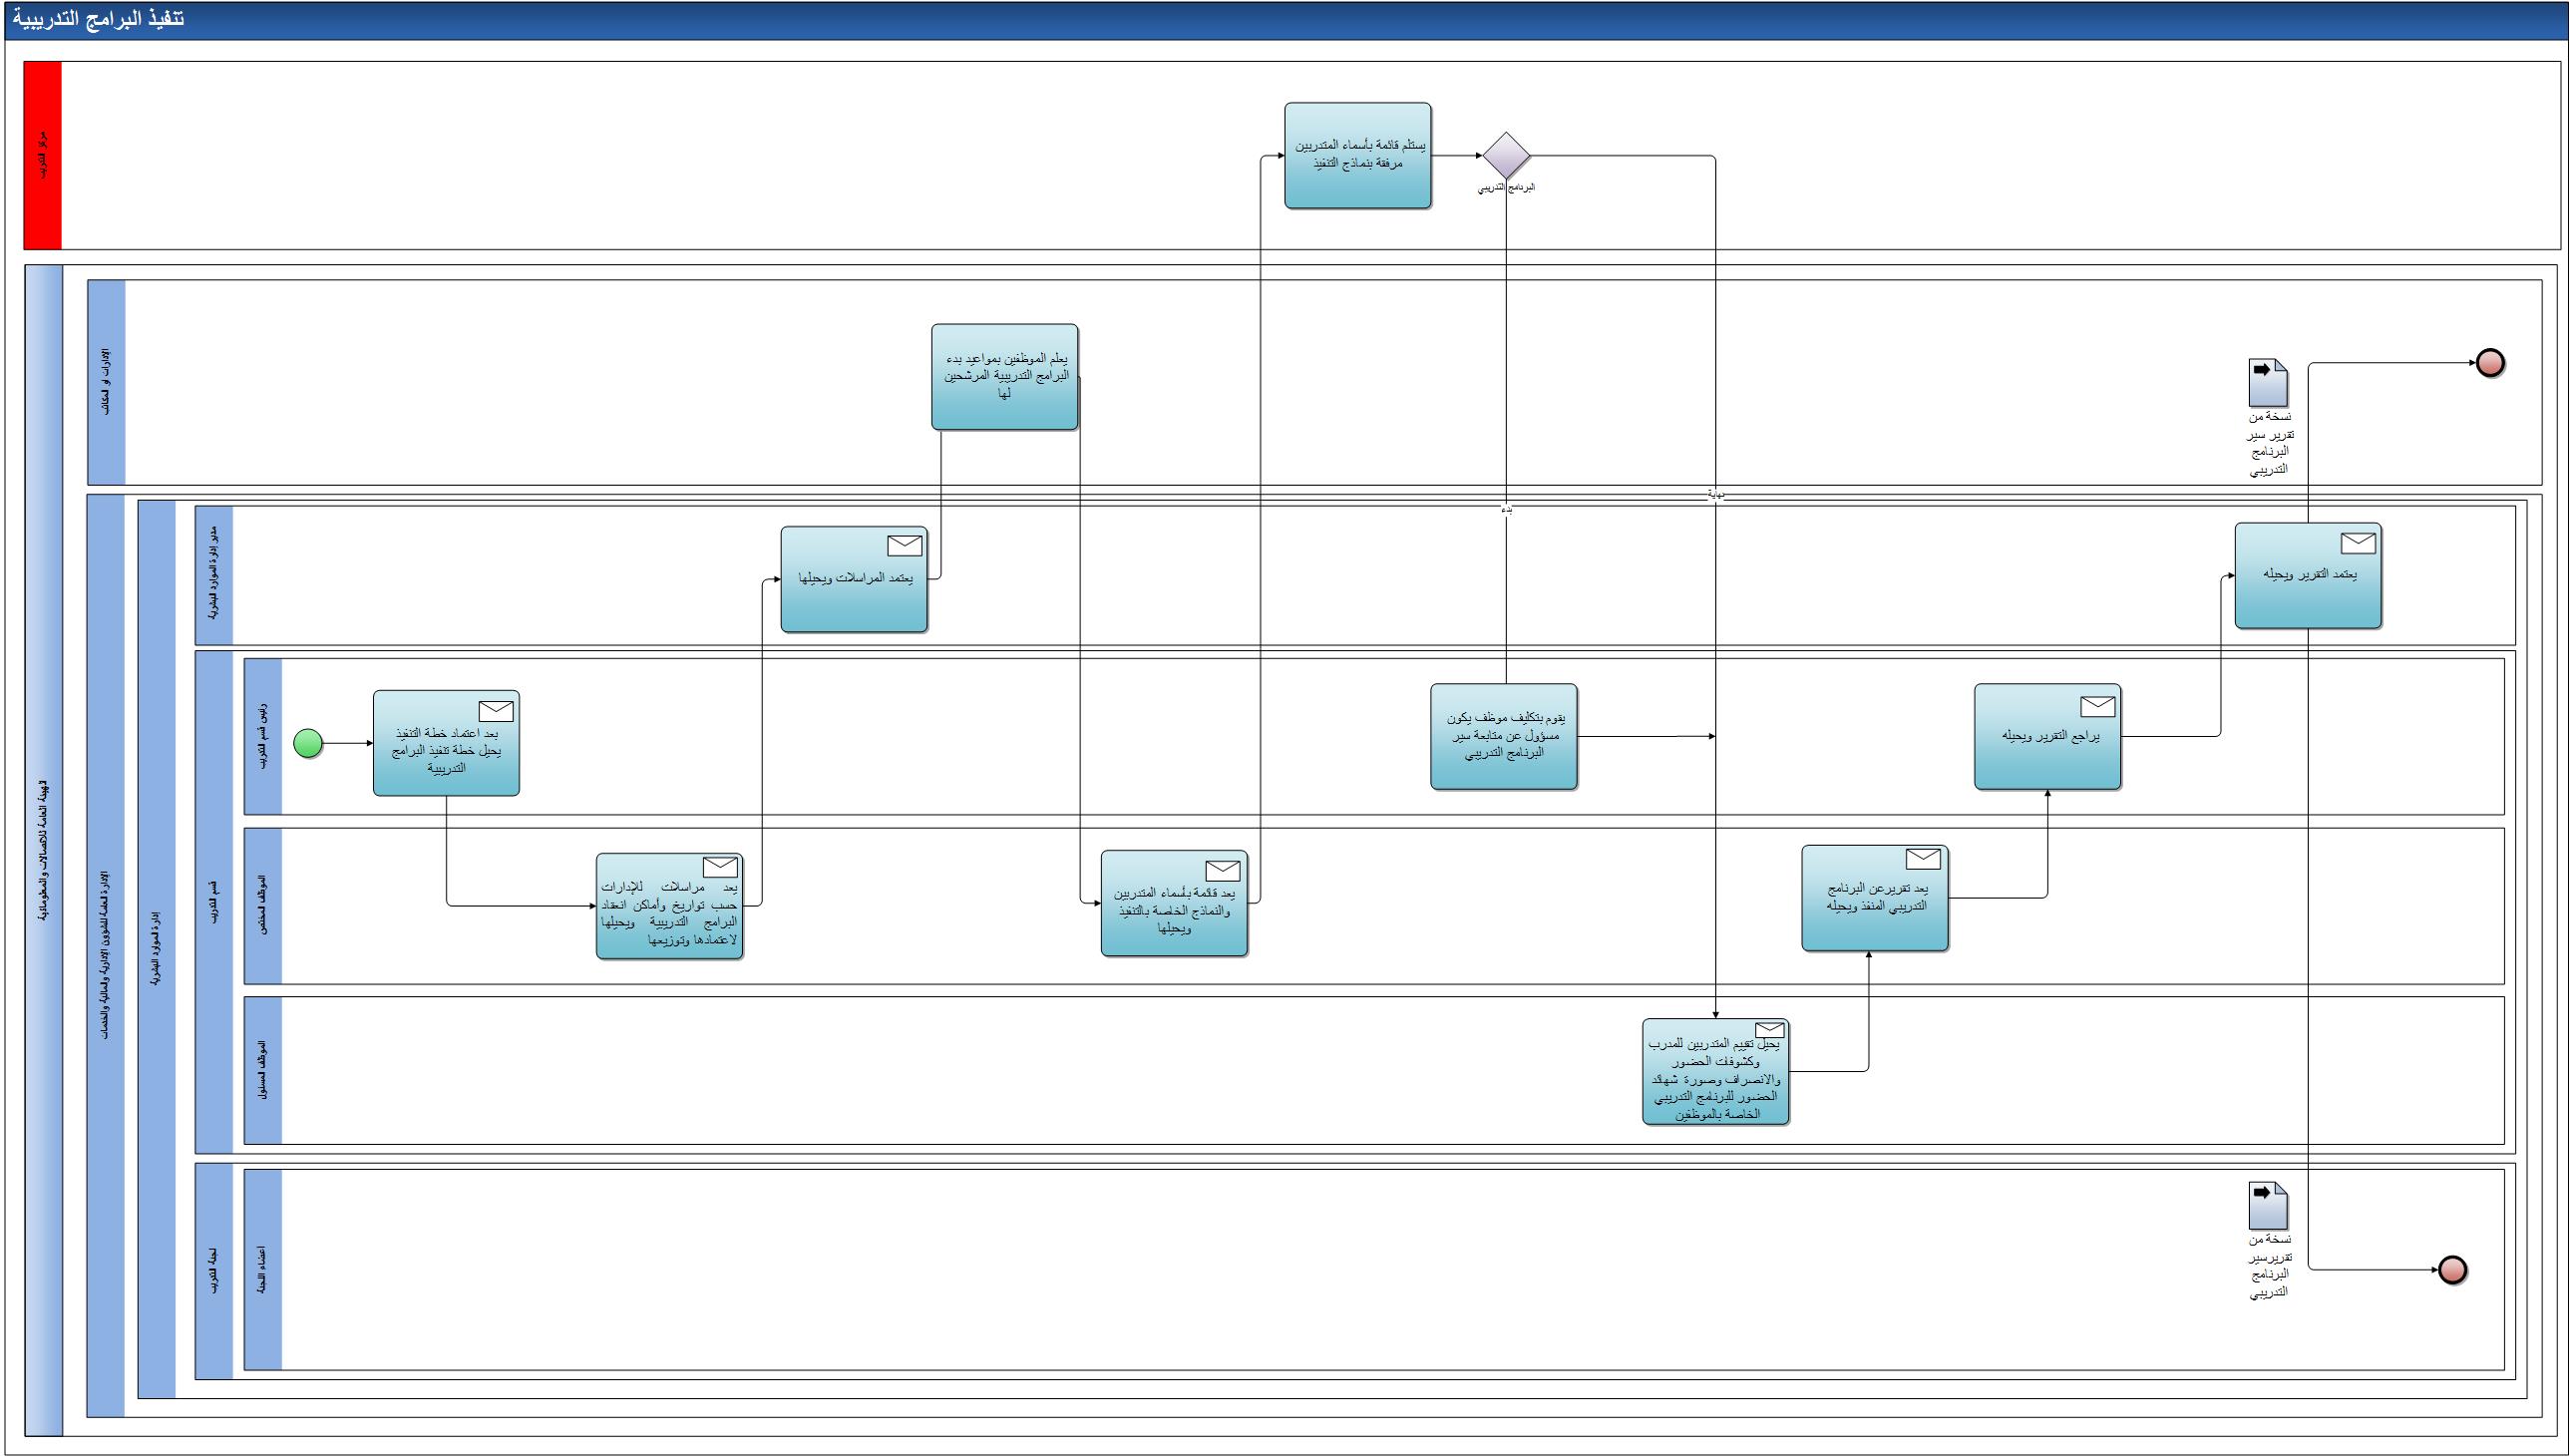 تنفيذ البرامج التدريبية
مركز التدريب
يستلم قائمة بأسماء المتدربين
مرفقة بنماذج التنفيذ
البرنامج التدريبي
الهيئة العامة للاتصالات والمعلوماتية
الإدارات او المكاتب
يعلم الموظفين بمواعيد بدء
البرامج التدريبية المرشحين
لها
نسخة من
تقرير سير
البرنامج
التدريبي
نهاية
بدء
الإدارة العامة للشؤون الإدارية والمالية والخدمات
إدارة الموارد البشرية
مدير إدارة الموارد البشرية
يعتمد المراسلات ويحيلها
يعتمد التقرير ويحيله
قسم التدريب
رئيس قسم التدريب
بعد اعتماد خطة التنفيذ
يحيل خطة تنفيذ البرامج
التدريبية
يقوم بتكليف موظف يكون
مسؤول عن متابعة سير
البرنامج التدريبي
يراجع التقرير ويحيله
الموظف المختص
يعد مراسلات للإدارات
حسب تواريخ وأماكن انعقاد
البرامج التدريبية ويحيلها
لاعتمادها وتوزيعها
يعد قائمة بأسماء المتدربين
والنماذج الخاصة بالتنفيذ
ويحيلها
يعد تقريرعن البرنامج
التدريبي المنفذ ويحيله
الموظف المسئول
يحيل تقييم المتدربين للمدرب
وكشوفات الحضور
والانصراف وصورة شهائد
الحضور للبرنامج التدريبي
الخاصة بالموظفين
لجنة التدريب
أعضاء اللجنة
نسخة من
تقريرسير
البرنامج
التدريبي